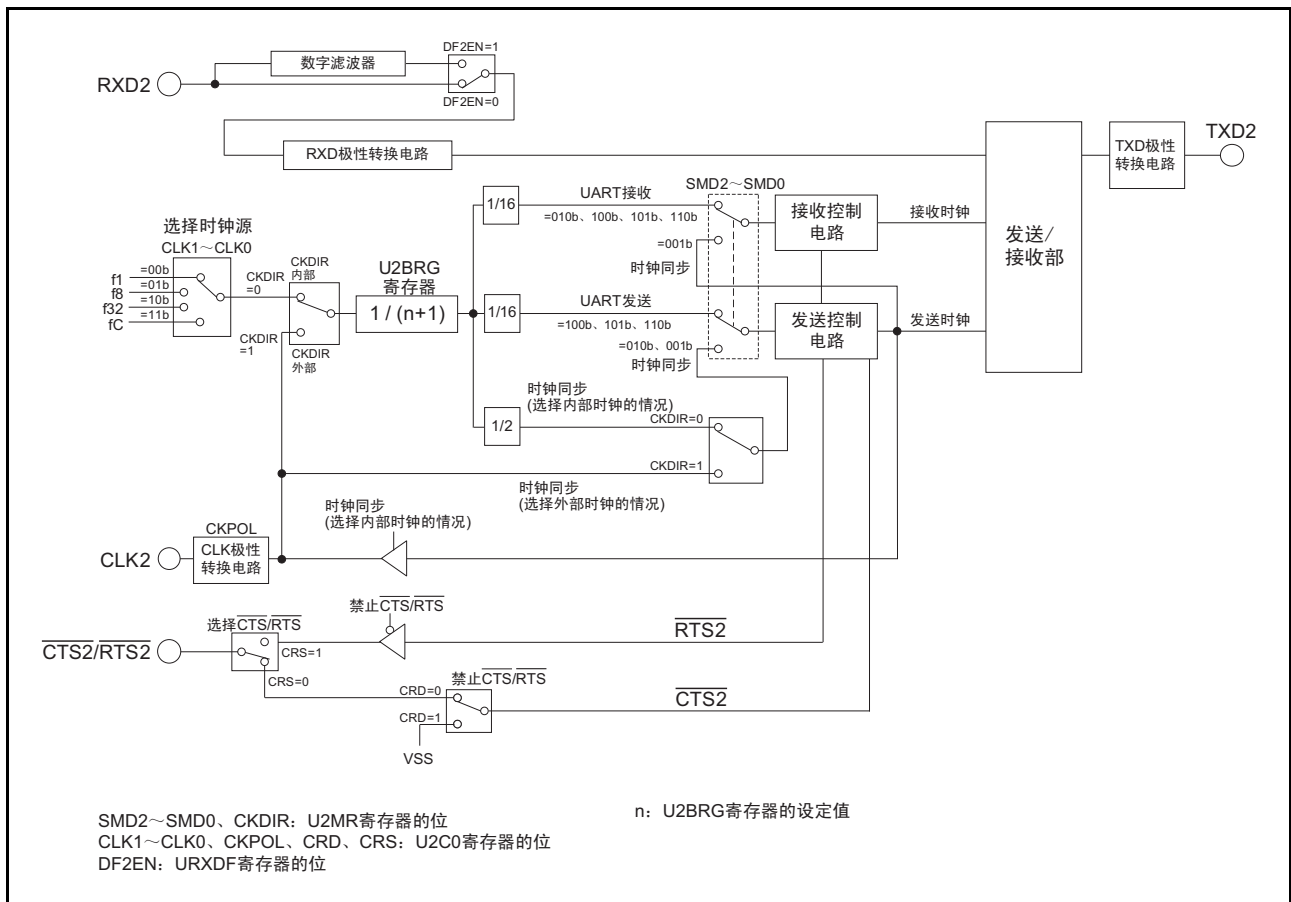 DF2EN=1
数字滤波器
RXD2
DF2EN=0
RXD极性转换电路
TXD极性
转换电路
TXD2
选择时钟源
CLK1～CLK0
f1
=00b
f8
=01b
f32
=10b
fC
=11b
CKDIR
=0
CKDIR
内部
CKDIR
=1
CKDIR
外部
U2BRG
寄存器
1 / (n+1)
1/16
UART接收
=010b、100b、101b、110b
SMD2～SMD0
=001b
时钟同步
接收控制
电路
接收时钟
发送/
接收部
1/16
UART发送
=100b、101b、110b
=010b、001b
时钟同步
发送控制
电路
发送时钟
1/2
时钟同步
(选择内部时钟的情况)
CKDIR=0
CKDIR=1
时钟同步
(选择外部时钟的情况)
时钟同步
(选择内部时钟的情况)
CLK2
CKPOL
CLK极性
转换电路
禁止CTS/RTS
选择CTS/RTS
CTS2/RTS2
CRS=1
RTS2
CRS=0
CRD=0
禁止CTS/RTS
CTS2
CRD=1
VSS
SMD2～SMD0、CKDIR：U2MR寄存器的位
CLK1～CLK0、CKPOL、CRD、CRS：U2C0寄存器的位
DF2EN：URXDF寄存器的位
n：U2BRG寄存器的设定值